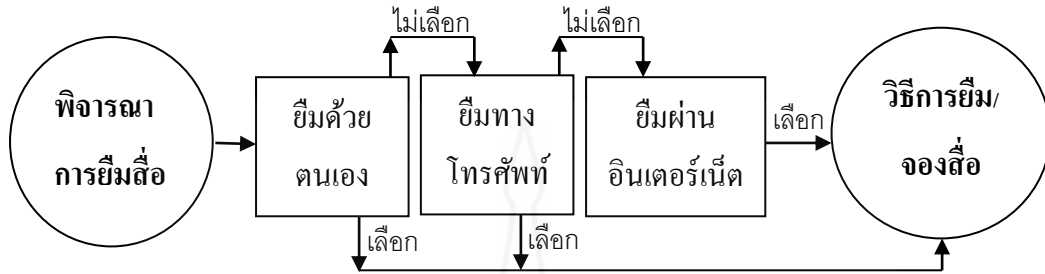 ไม่เลือก
ไม่เลือก
พิจารณา
การยืมสื่อ
ยืมด้วย
ตนเอง
ยืมทาง
โทรศัพท์
ยืมผ่าน
อินเตอร์เน็ต
เลือก
วิธีการยืม/
จองสื่อ
เลือก
เลือก